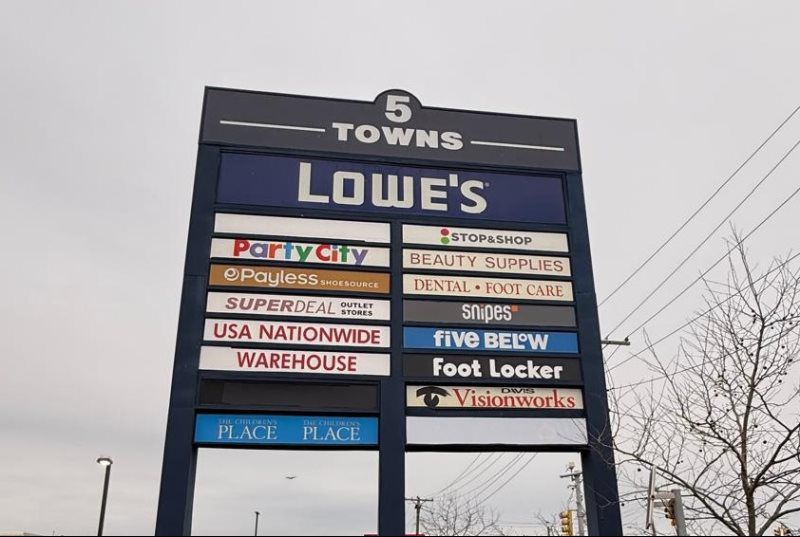 5
TOWNS
LOWE'S
Party City
Payless SHOESOURCE
SUPERDEAL OUTLET STORES
USA NATIONWIDE
WAREHOUSE
THE CHILDREN'S PLACE THE CHILDREN'S PLACE
STOP&SHOP
BEAUTY SUPPLIES
DENTAL • FOOT CARE
snipes
five BELOW
Foot Locker
DAVIS
Visionworks